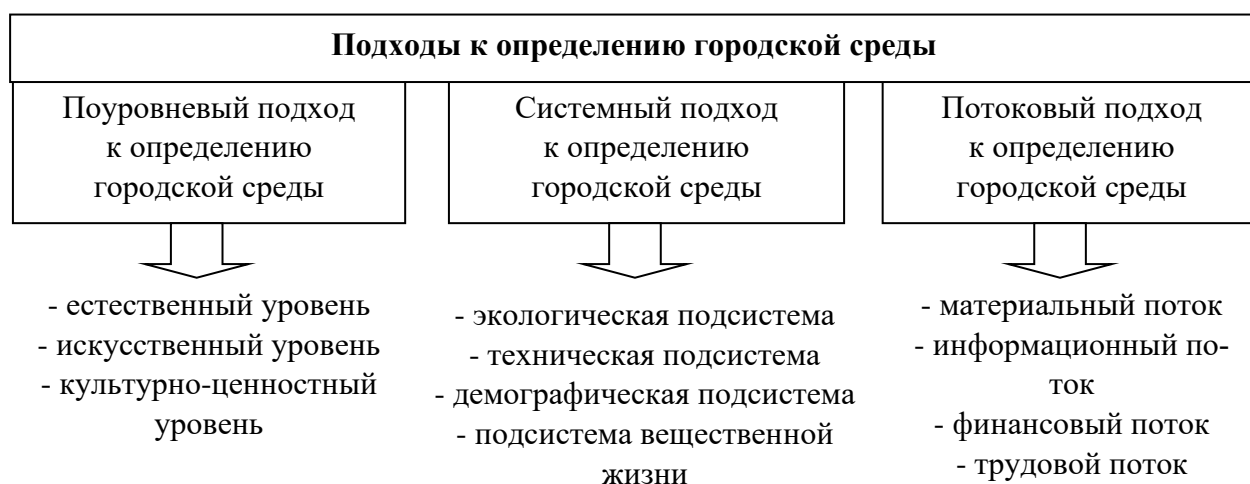 Подходы к определению городской среды
Поуровневый подход
к определению
городской среды
Системный подход
к определению
городской среды
Потоковый подход
к определению
городской среды
- естественный уровень
- искусственный уровень
- культурно-ценностный
уровень
- экологическая подсистема
- техническая подсистема
- демографическая подсистема
- подсистема вещественной
жизни
- материальный поток
- информационный по-
ток
- финансовый поток
- трудовой поток